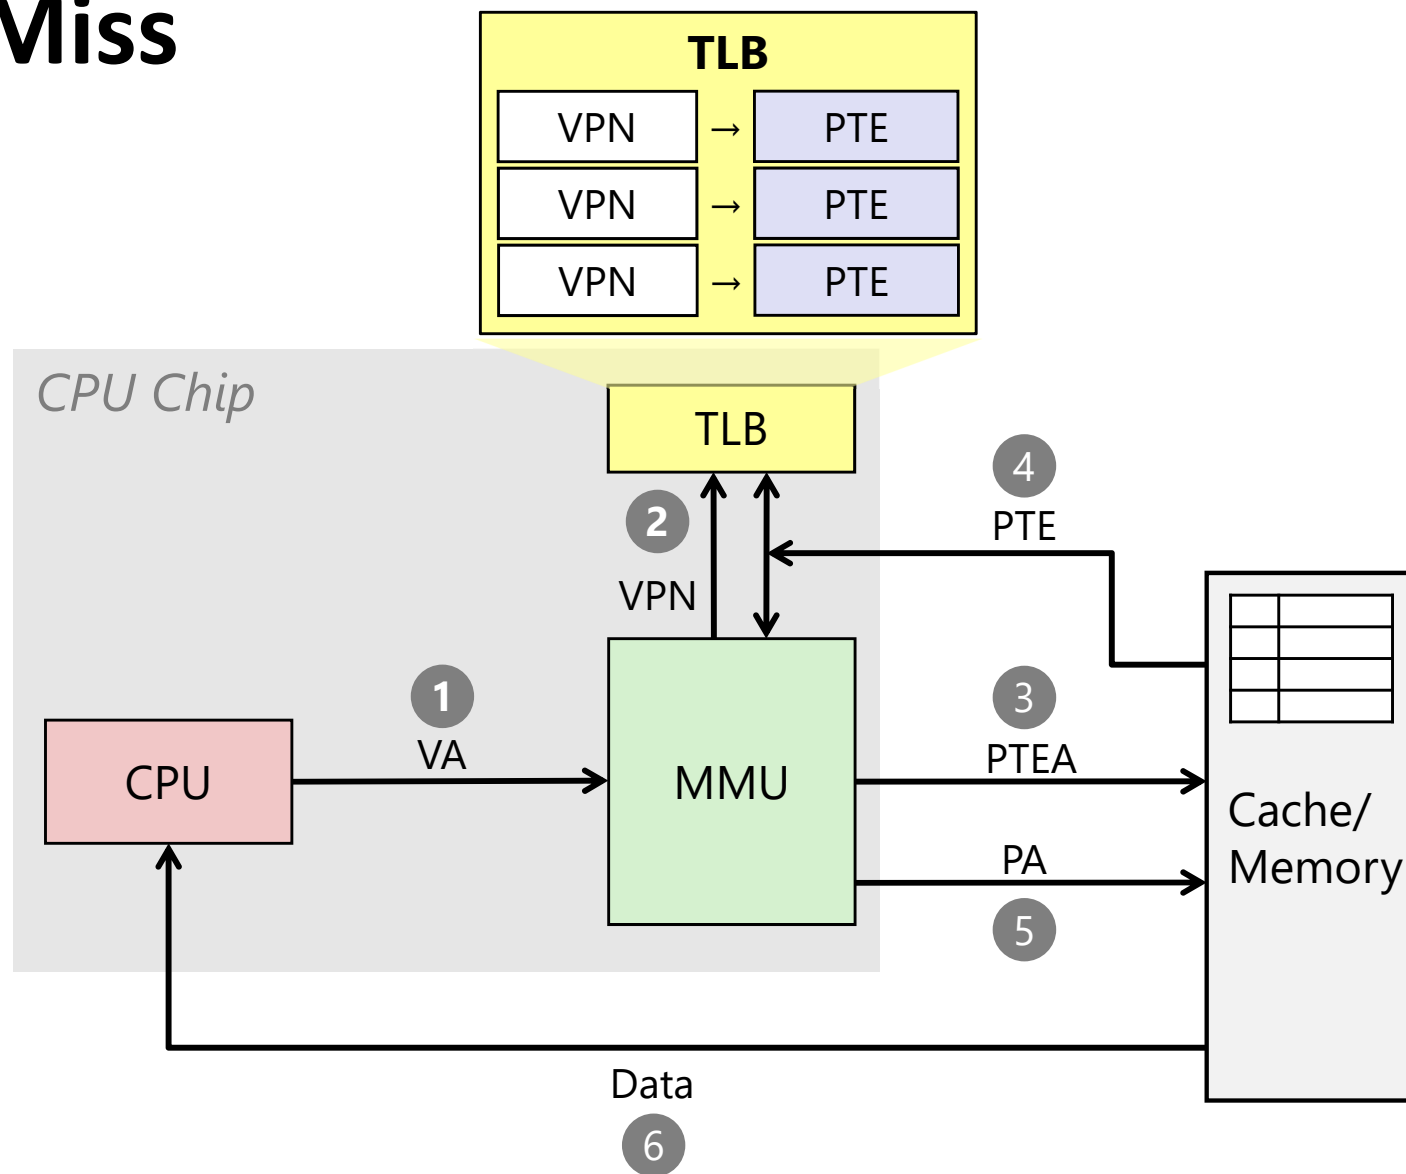 Miss
TLB
VPN → PTE
VPN → PTE
VPN → PTE
CPU Chip
TLB
4
2
PTE
VPN
1
3
VA
PTEA
CPU
MMU
Cache/
Memory
PA
5
Data
6